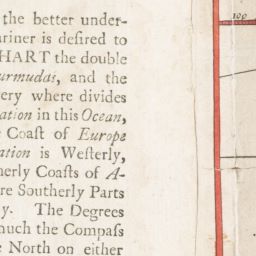 the better under-
ariner is deſired to
HART the double
urmudas, and the
ery where divides
ation in this Ocean,
e Coaſt of Europe
ation is Weſterly,
herly Coaſts of A-
re Southerly Parts
y. The Degrees
much the Compaſs
e North on either
100